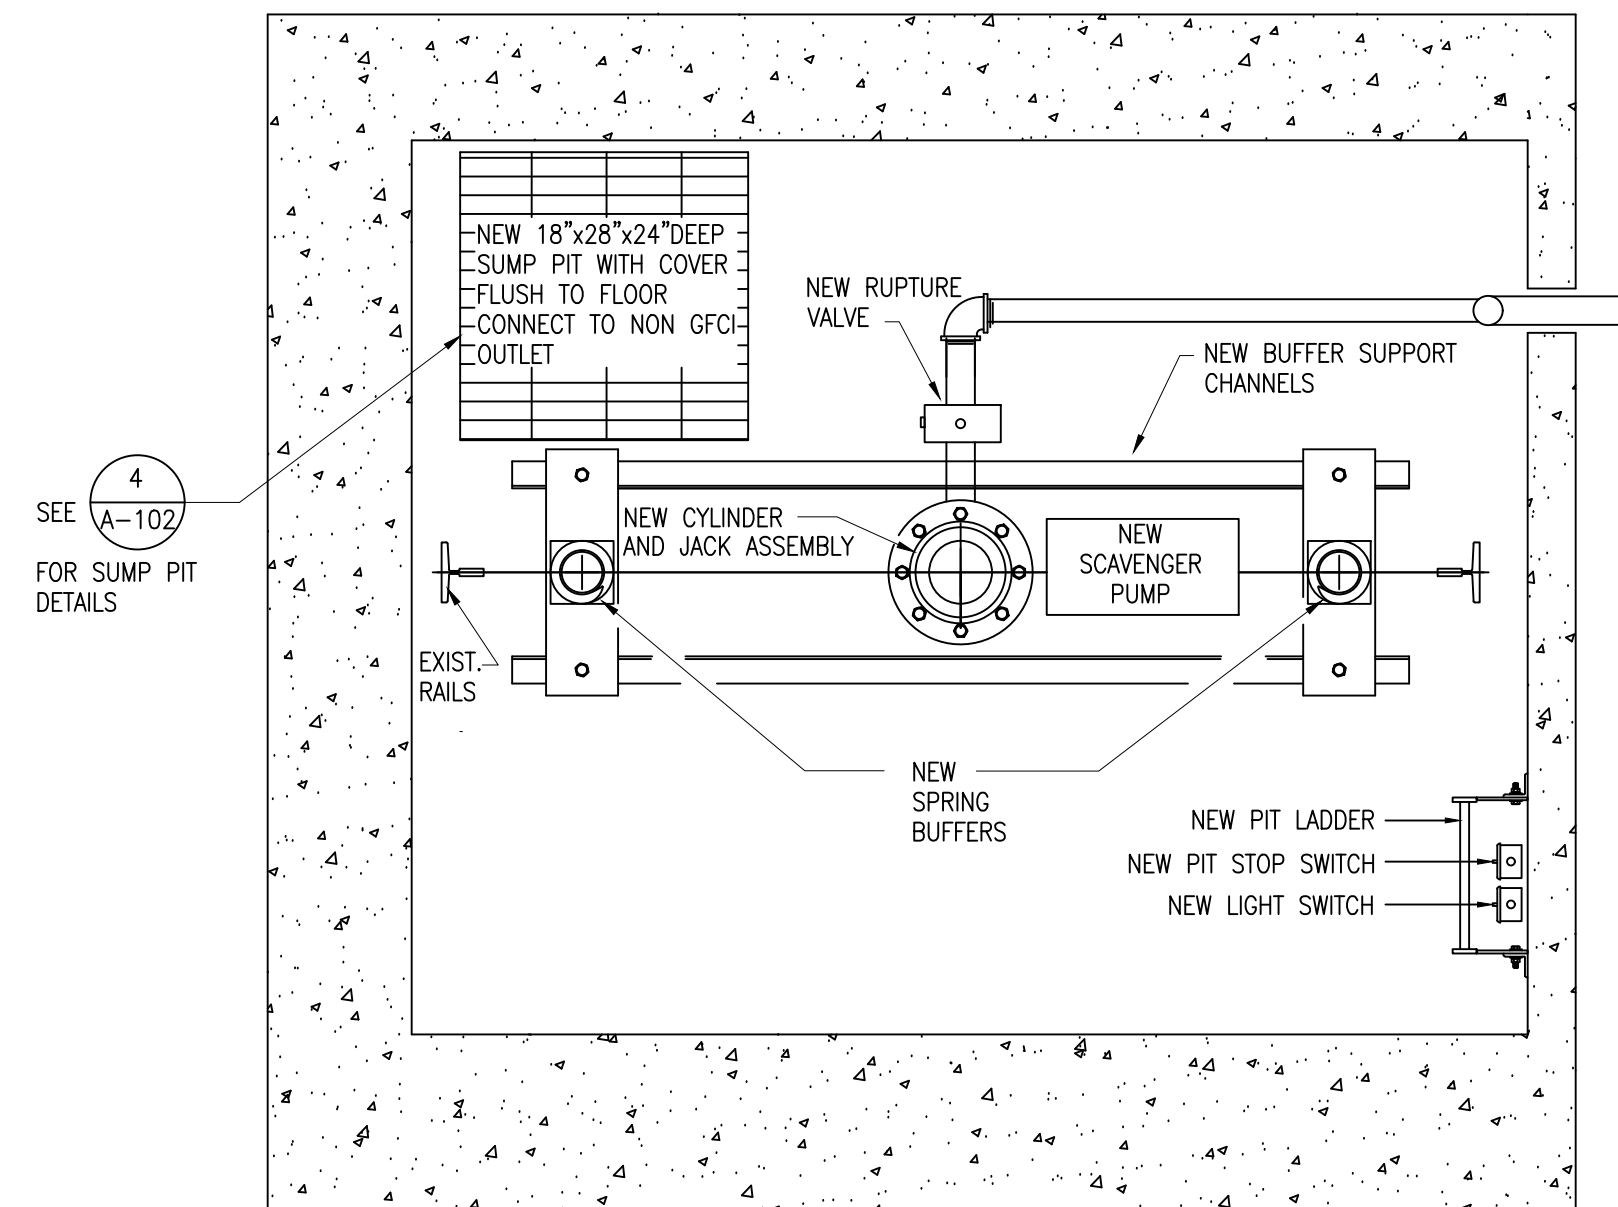 NEW 18”x28”x24”DEEP
SUMP PIT WITH COVER
FLUSH TO FLOOR
CONNECT TO NON GFCI
OUTLET
NEW RUPTURE
VALVE
NEW BUFFER SUPPORT
CHANNELS
SEE
4
A-102
FOR SUMP PIT
DETAILS
NEW CYLINDER
AND JACK ASSEMBLY
NEW
SCAVENGER
PUMP
EXIST.
RAILS
NEW
SPRING
BUFFERS
NEW PIT LADDER
NEW PIT STOP SWITCH
NEW LIGHT SWITCH